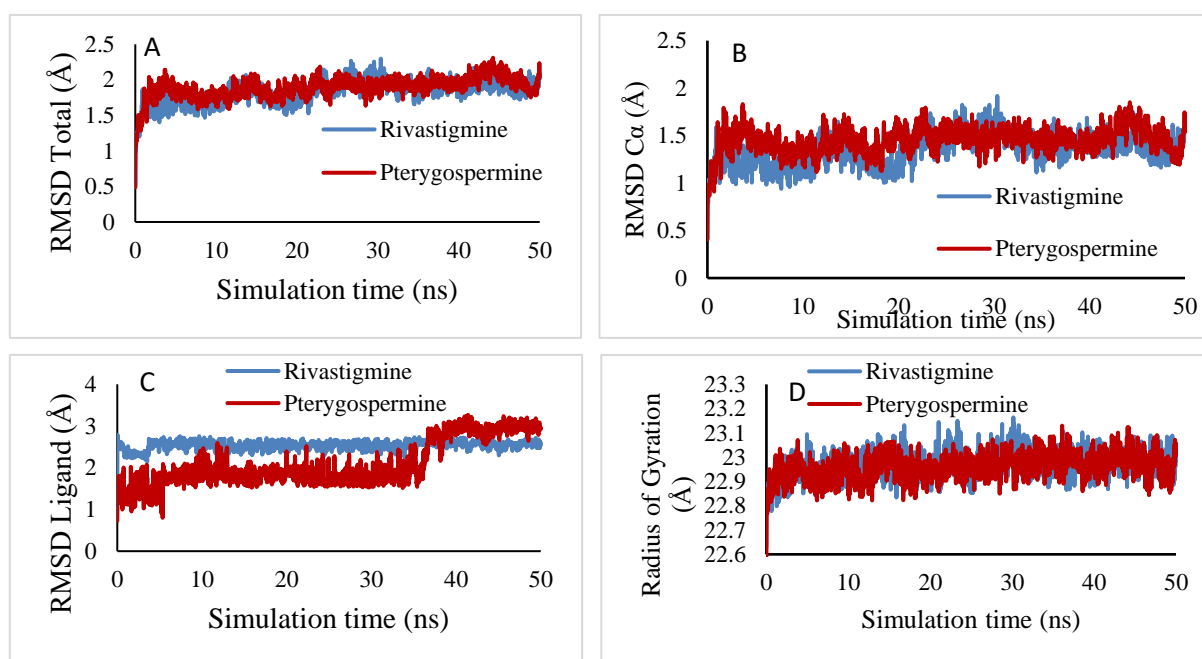 A
RMSD Total (Å)
2.5
2
1.5
1
0.5
0
Rivastigmine
Pterygospermine
0 10 20 30 40 50
Simulation time (ns)
B
RMSD Cα (Å)
2.5
2
1.5
1
0.5
0
Rivastigmine
Pterygospermine
0 10 20 30 40 50
Simulation time (ns)
C
RMSD Ligand (Å)
4
3
2
1
0
Rivastigmine
Pterygospermine
0 10 20 30 40 50
Simulation time (ns)
D
Radius of Gyration
(Å)
23.3
23.2
23.1
23
22.9
22.8
22.7
22.6
Rivastigmine
Pterygospermine
0 10 20 30 40 50
Simulation time (ns)